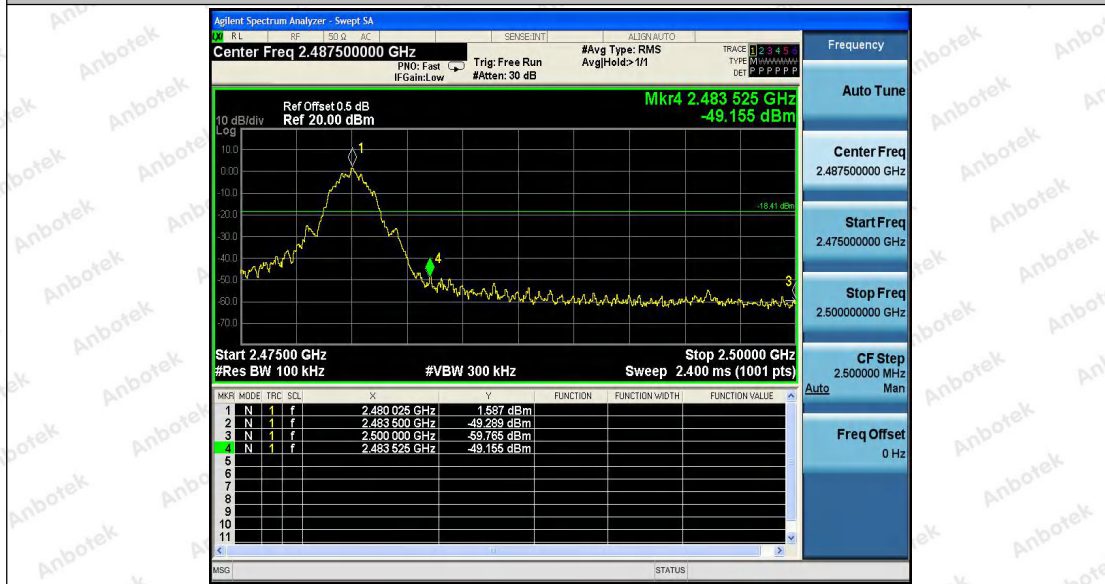 Agilent Spectrum Analyzer - Swept SA
RL RF 50 Ω AC SENSE:INT ALIGNAUTO
Center Freq 2.487500000 GHz
PNO: Fast
IFGain:Low
Trig: Free Run
#Atten: 30 dB
#Avg Type: RMS
Avg|Hold:>1/1
TRACE 1 2 3 4 5 6
TYPE M
DET P P P P P P
Frequency
Auto Tune
Center Freq
2.487500000 GHz
Start Freq
2.475000000 GHz
Stop Freq
2.500000000 GHz
CF Step
2.500000 MHz
Auto Man
Freq Offset
0 Hz
Mkr4 2.483 525 GHz
-49.155 dBm
Ref Offset 0.5 dB
10 dB/div Ref 20.00 dBm
Log
10.0
0.00
-10.0
-20.0
-30.0
-40.0
-50.0
-60.0
-70.0
1
4
3
-18.41 dBm
Start 2.47500 GHz Stop 2.50000 GHz
#Res BW 100 kHz #VBW 300 kHz Sweep 2.400 ms (1001 pts)
MKR MODE TRC SCL X Y FUNCTION FUNCTION WIDTH FUNCTION VALUE
1 N 1 f 2.480 025 GHz 1.587 dBm
2 N 1 f 2.483 500 GHz -49.289 dBm
3 N 1 f 2.500 000 GHz -59.765 dBm
4 N 1 f 2.483 525 GHz -49.155 dBm
5
6
7
8
9
10
11
MSG STATUS
Anbotek